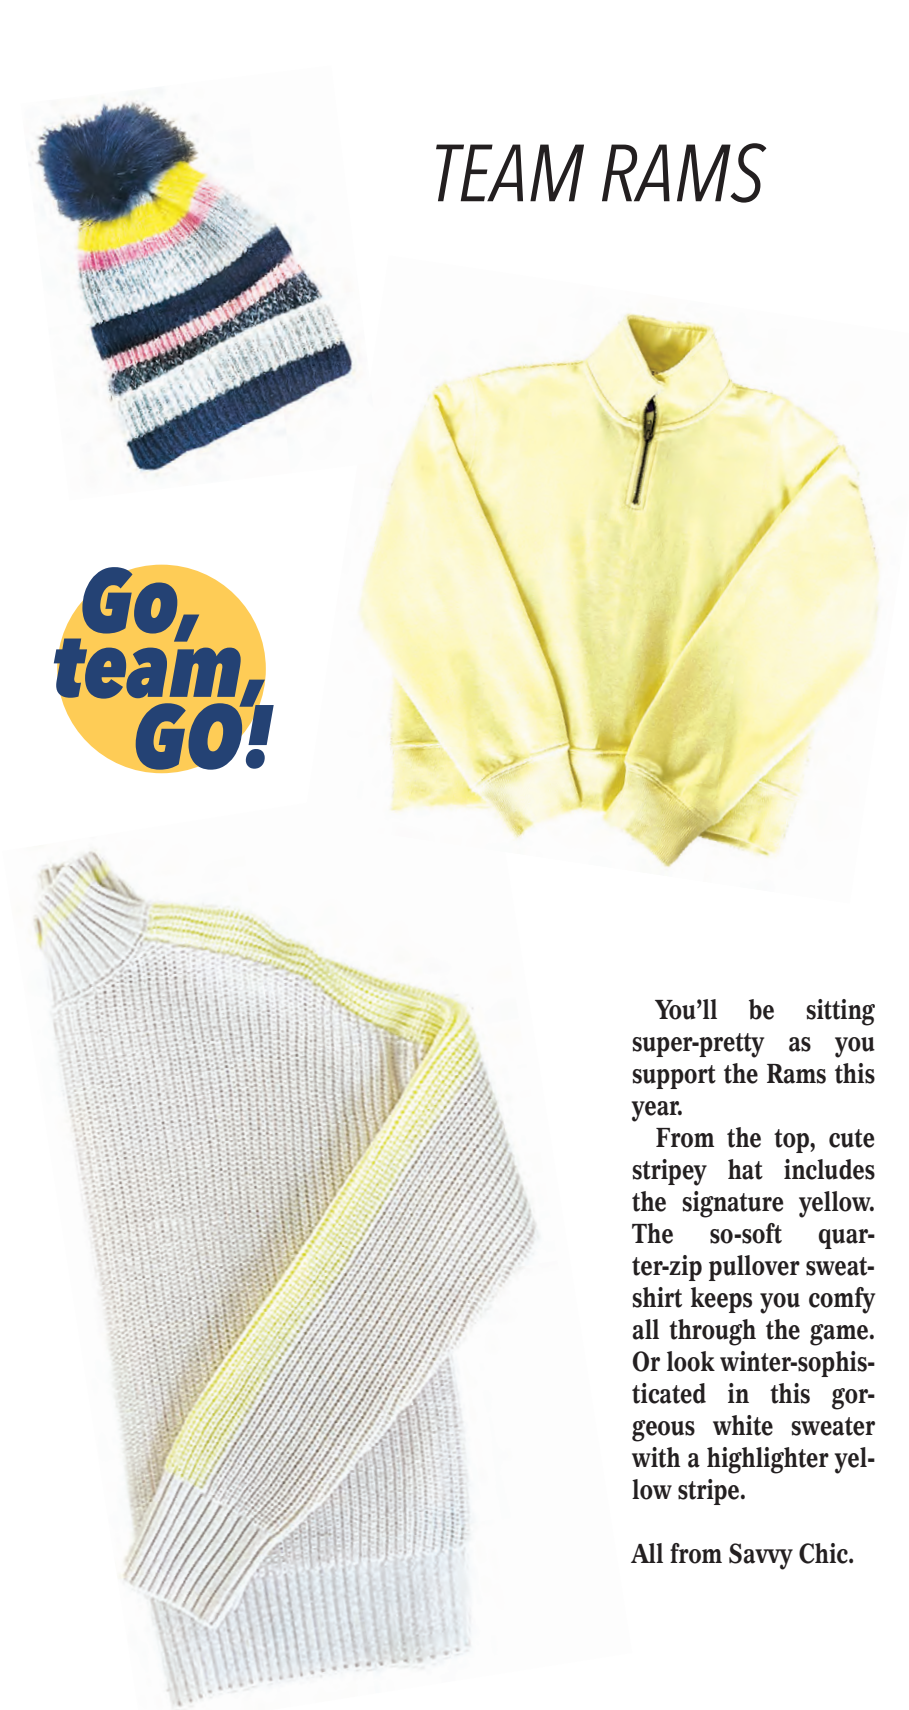 TEAM RAMS
Go,
team,
GO!
You'll be sitting
super-pretty as you
support the Rams this
year.
From the top, cute
stripey hat includes
the signature yellow.
The so-soft quar-
ter-zip pullover sweat-
shirt keeps you comfy
all through the game.
Or look winter-sophis-
ticated in this gor-
geous white sweater
with a highlighter yel-
low stripe.
All from Savvy Chic.